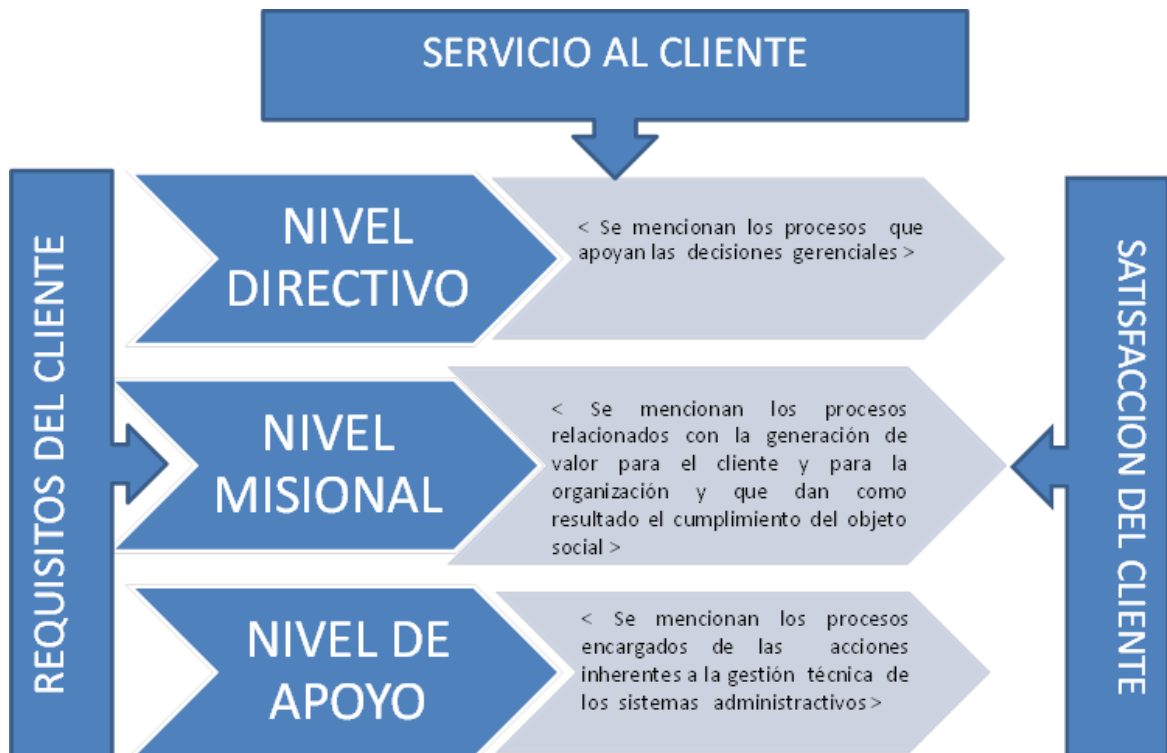 SERVICIO AL CLIENTE
REQUISITOS DEL CLIENTE
NIVEL
DIRECTIVO
< Se mencionan los procesos que
apoyan las decisiones gerenciales >
NIVEL
MISIONAL
< Se mencionan los procesos
relacionados con la generación de
valor para el cliente y para la
organización y que dan como
resultado el cumplimiento del objeto
social >
NIVEL DE
APOYO
< Se mencionan los procesos
encargados de las acciones
inherentes a la gestión técnica de
los sistemas administractivos >
SATISFACCION DEL CLIENTE